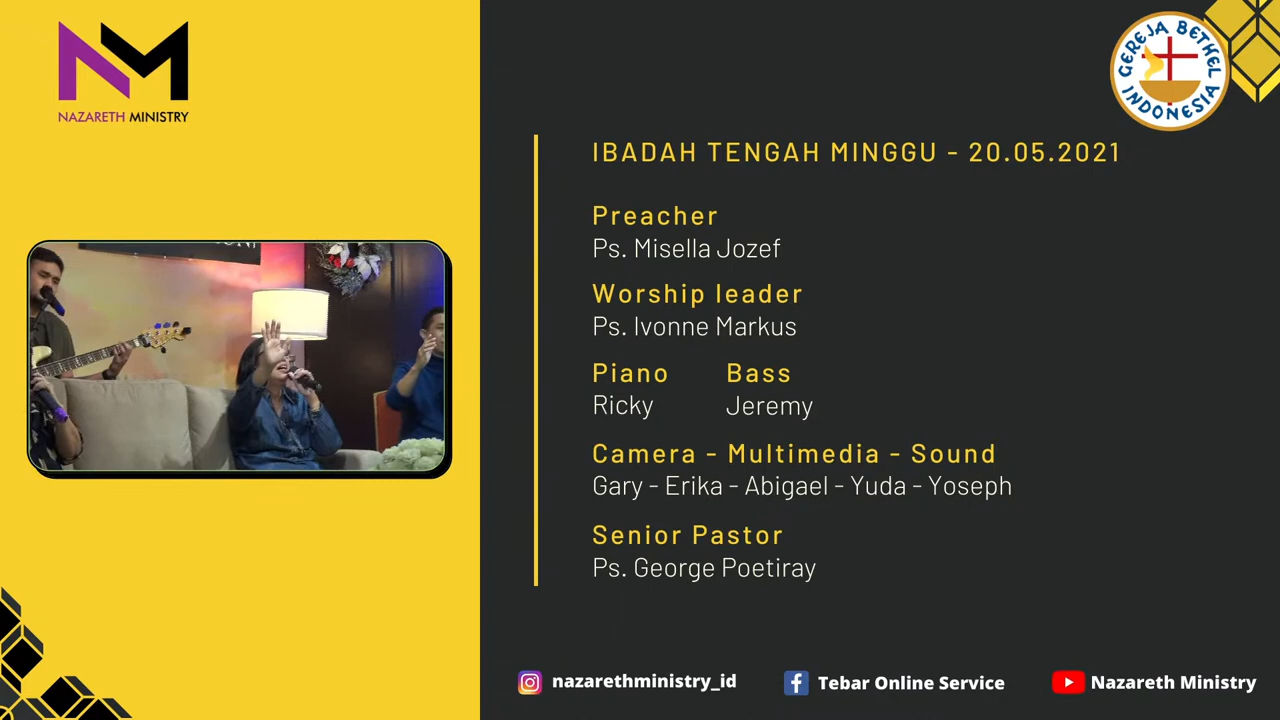 NAZARETH MINISTRY
GEREJA BETHEL
INDONESIA
IBADAH TENGAH MINGGU - 20.05.2021
Preacher
Ps. Misella Jozef
Worship leader
Ps. Ivonne Markus
Piano Bass
Ricky Jeremy
Camera - Multimedia - Sound
Gary - Erika - Abigael - Yuda - Yoseph
Senior Pastor
Ps. George Poetiray
nazarethministry_id Tebar Online Service Nazareth Ministry